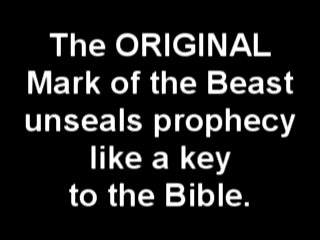 The ORIGINAL
Mark of the Beast
unseals prophecy
like a key
to the Bible.